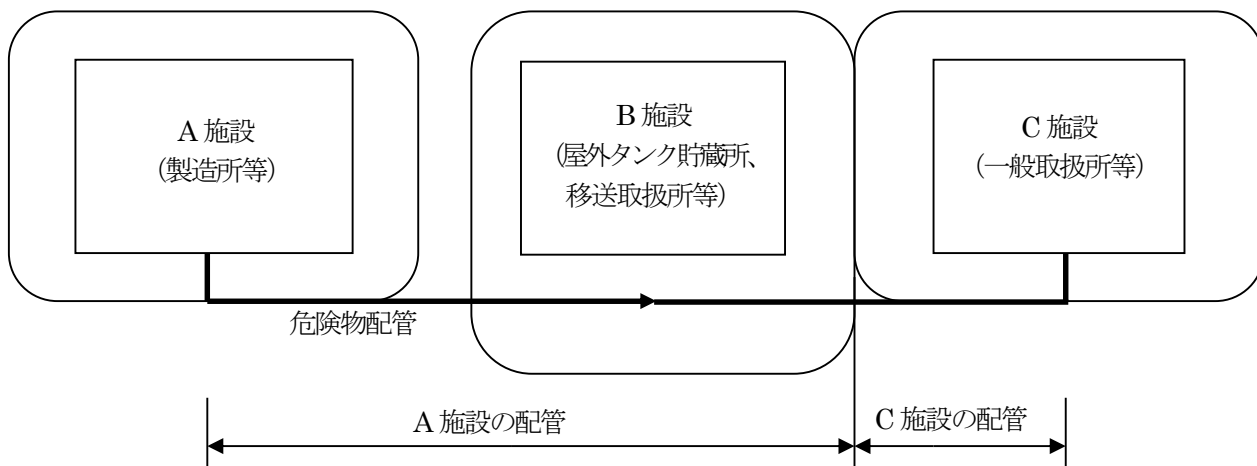 A 施設
(製造所等)
B 施設
(屋外タンク貯蔵所、
移送取扱所等)
C 施設
(一般取扱所等)
危険物配管
A 施設の配管
C 施設の配管